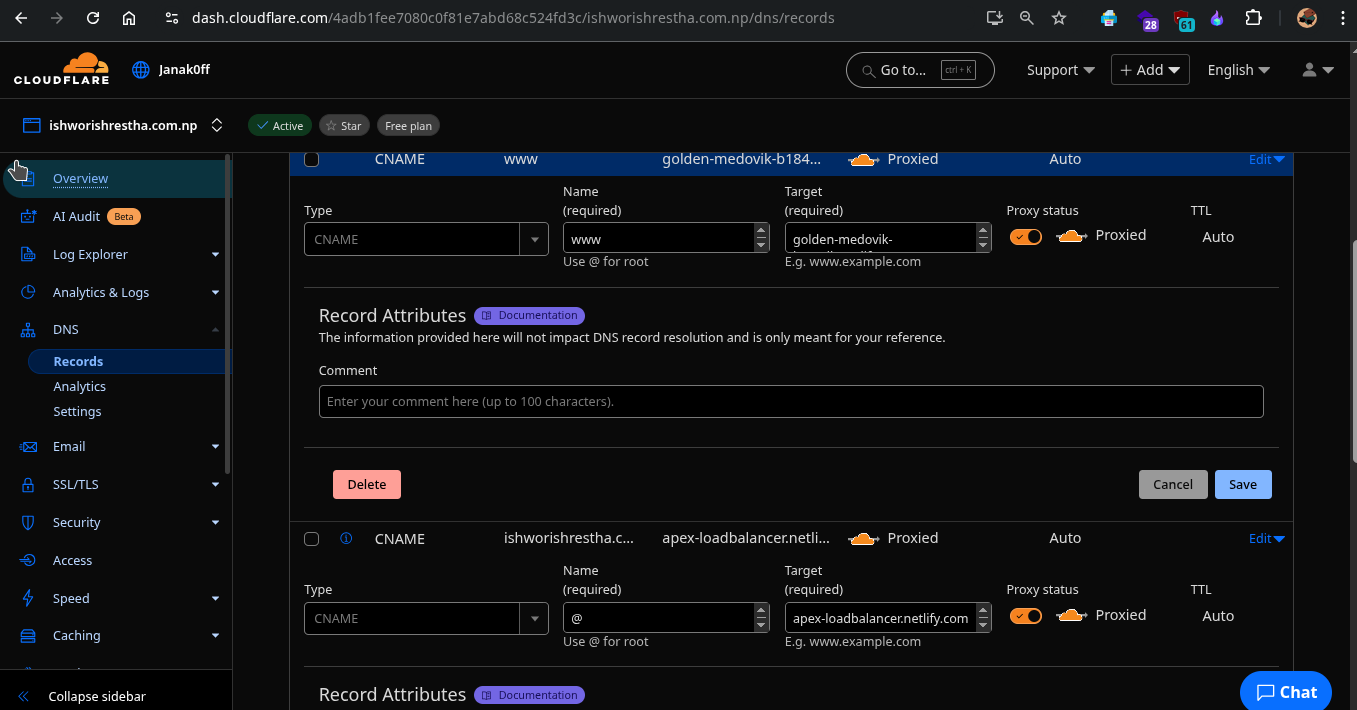 dash.cloudflare.com/4adb1fee7080c0f81e7abd68c524fd3c/ishworishrestha.com.np/dns/records
28
61
CLOUDFLARE
Janak0ff
Go to... ctrl + K
Support
+ Add
English
ishworishrestha.com.np
Active
Star
Free plan
Overview
AI Audit Beta
Log Explorer
Analytics & Logs
DNS
Records
Analytics
Settings
Email
SSL/TLS
Security
Access
Speed
Caching
Collapse sidebar
CNAME www golden-medovik-b184... Proxied Auto Edit
Type
Name
(required)
Target
(required)
Proxy status
TTL
CNAME
www
golden-medovik-
Proxied
Auto
Use @ for root
E.g. www.example.com
Record Attributes Documentation
The information provided here will not impact DNS record resolution and is only meant for your reference.
Comment
Enter your comment here (up to 100 characters).
Delete
Cancel
Save
CNAME ishworishrestha.c... apex-loadbalancer.netli... Proxied Auto Edit
Type
Name
(required)
Target
(required)
Proxy status
TTL
CNAME
@
apex-loadbalancer.netlify.com
Proxied
Auto
Use @ for root
E.g. www.example.com
Record Attributes Documentation
Chat